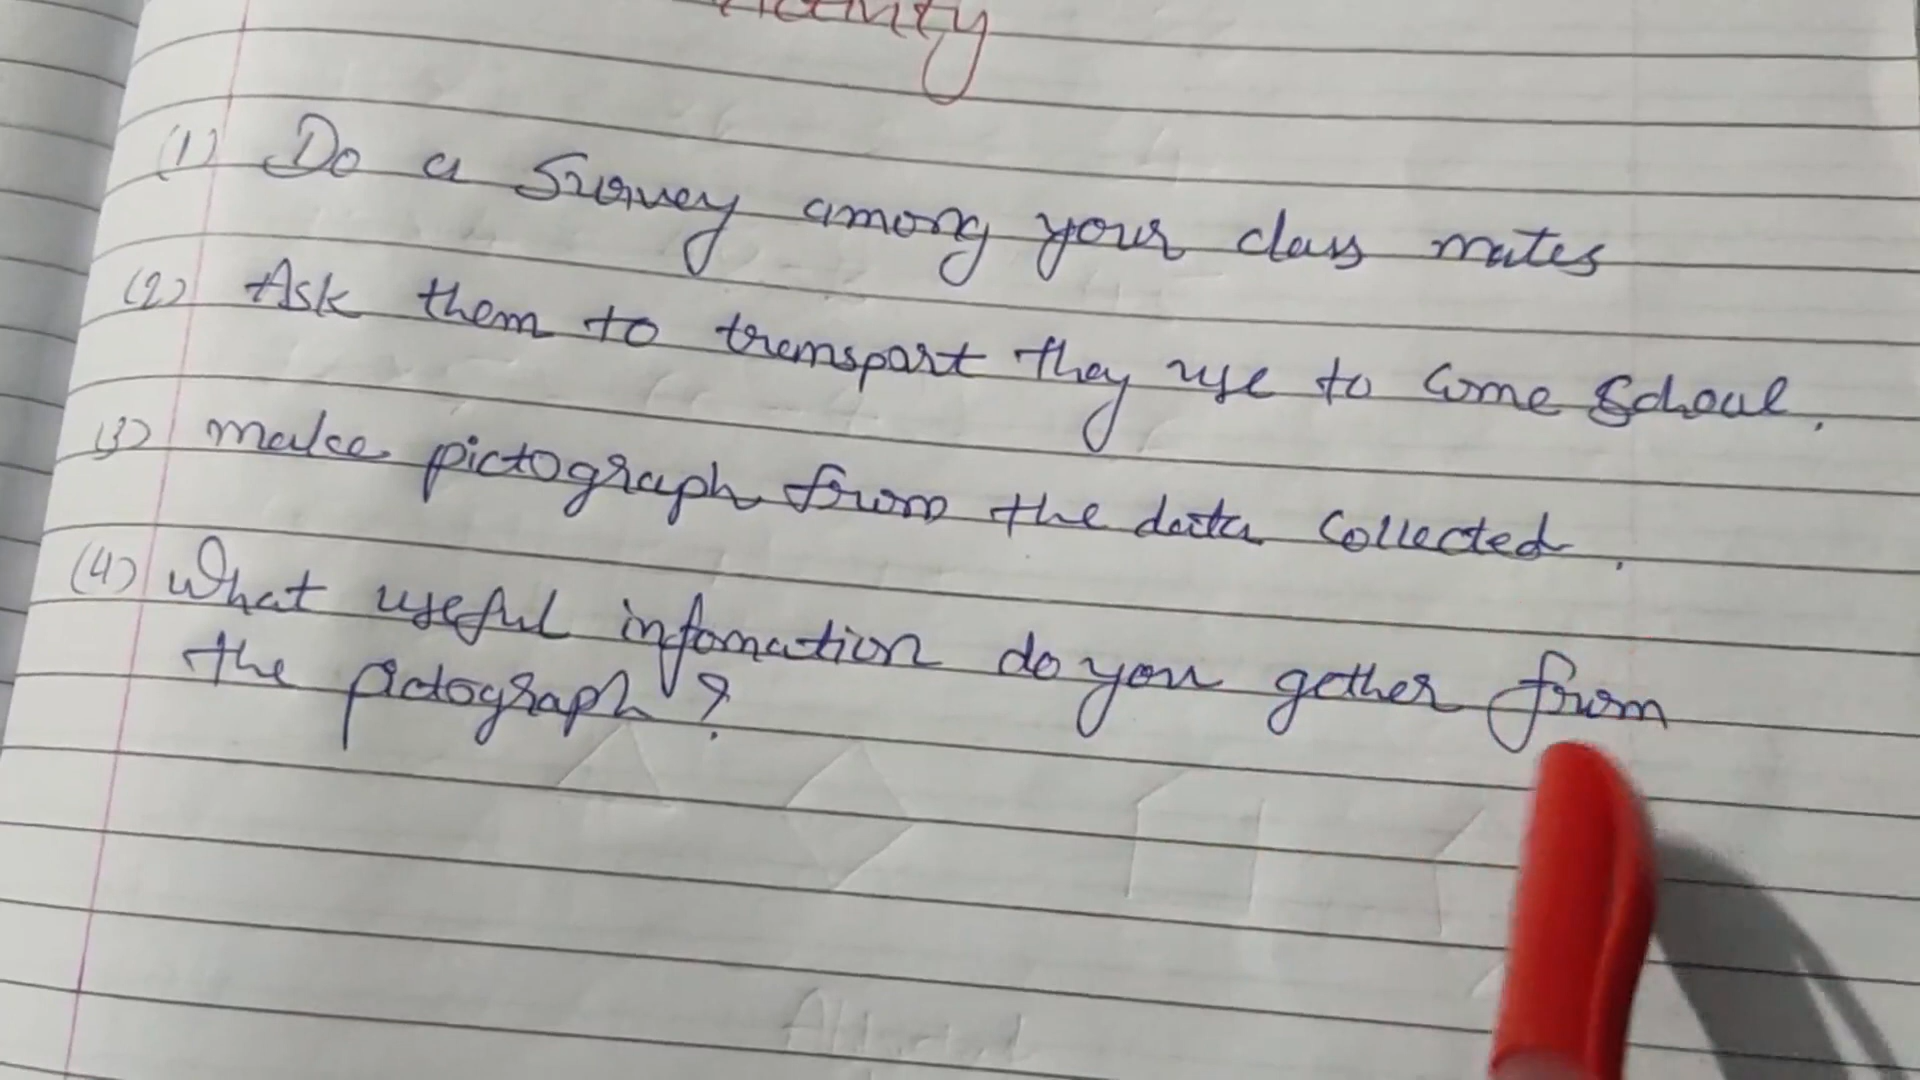 Activity
(1) Do a Survey among your class mates
(2) Ask them to transport they use to come School.
(3) make pictograph from the data collected.
(4) What useful infomation do you gether from
the pictograph?